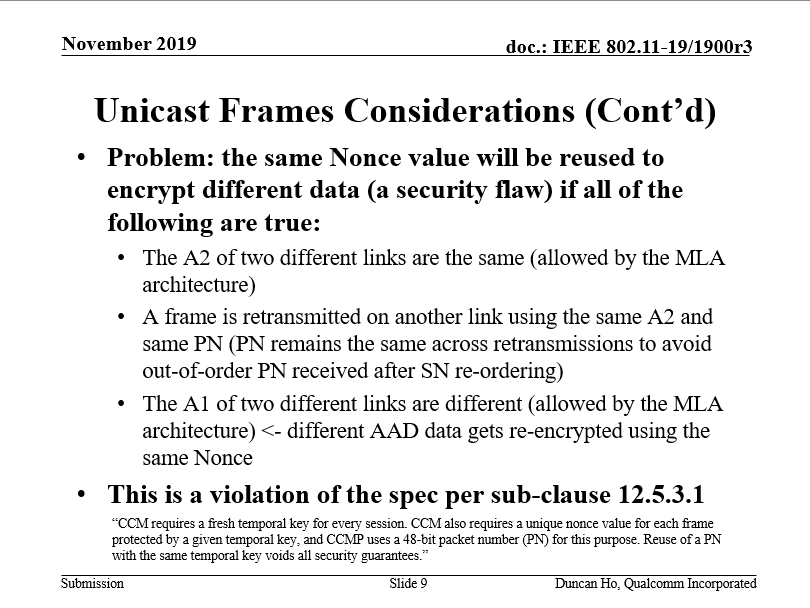 November 2019 doc.: IEEE 802.11-19/1900r3
Unicast Frames Considerations (Cont’d)
• Problem: the same Nonce value will be reused to
encrypt different data (a security flaw) if all of the
following are true:
• The A2 of two different links are the same (allowed by the MLA
architecture)
• A frame is retransmitted on another link using the same A2 and
same PN (PN remains the same across retransmissions to avoid
out-of-order PN received after SN re-ordering)
• The A1 of two different links are different (allowed by the MLA
architecture) <- different AAD data gets re-encrypted using the
same Nonce
• This is a violation of the spec per sub-clause 12.5.3.1
“CCM requires a fresh temporal key for every session. CCM also requires a unique nonce value for each frame
protected by a given temporal key, and CCMP uses a 48-bit packet number (PN) for this purpose. Reuse of a PN
with the same temporal key voids all security guarantees.”
Submission Slide 9 Duncan Ho, Qualcomm Incorporated